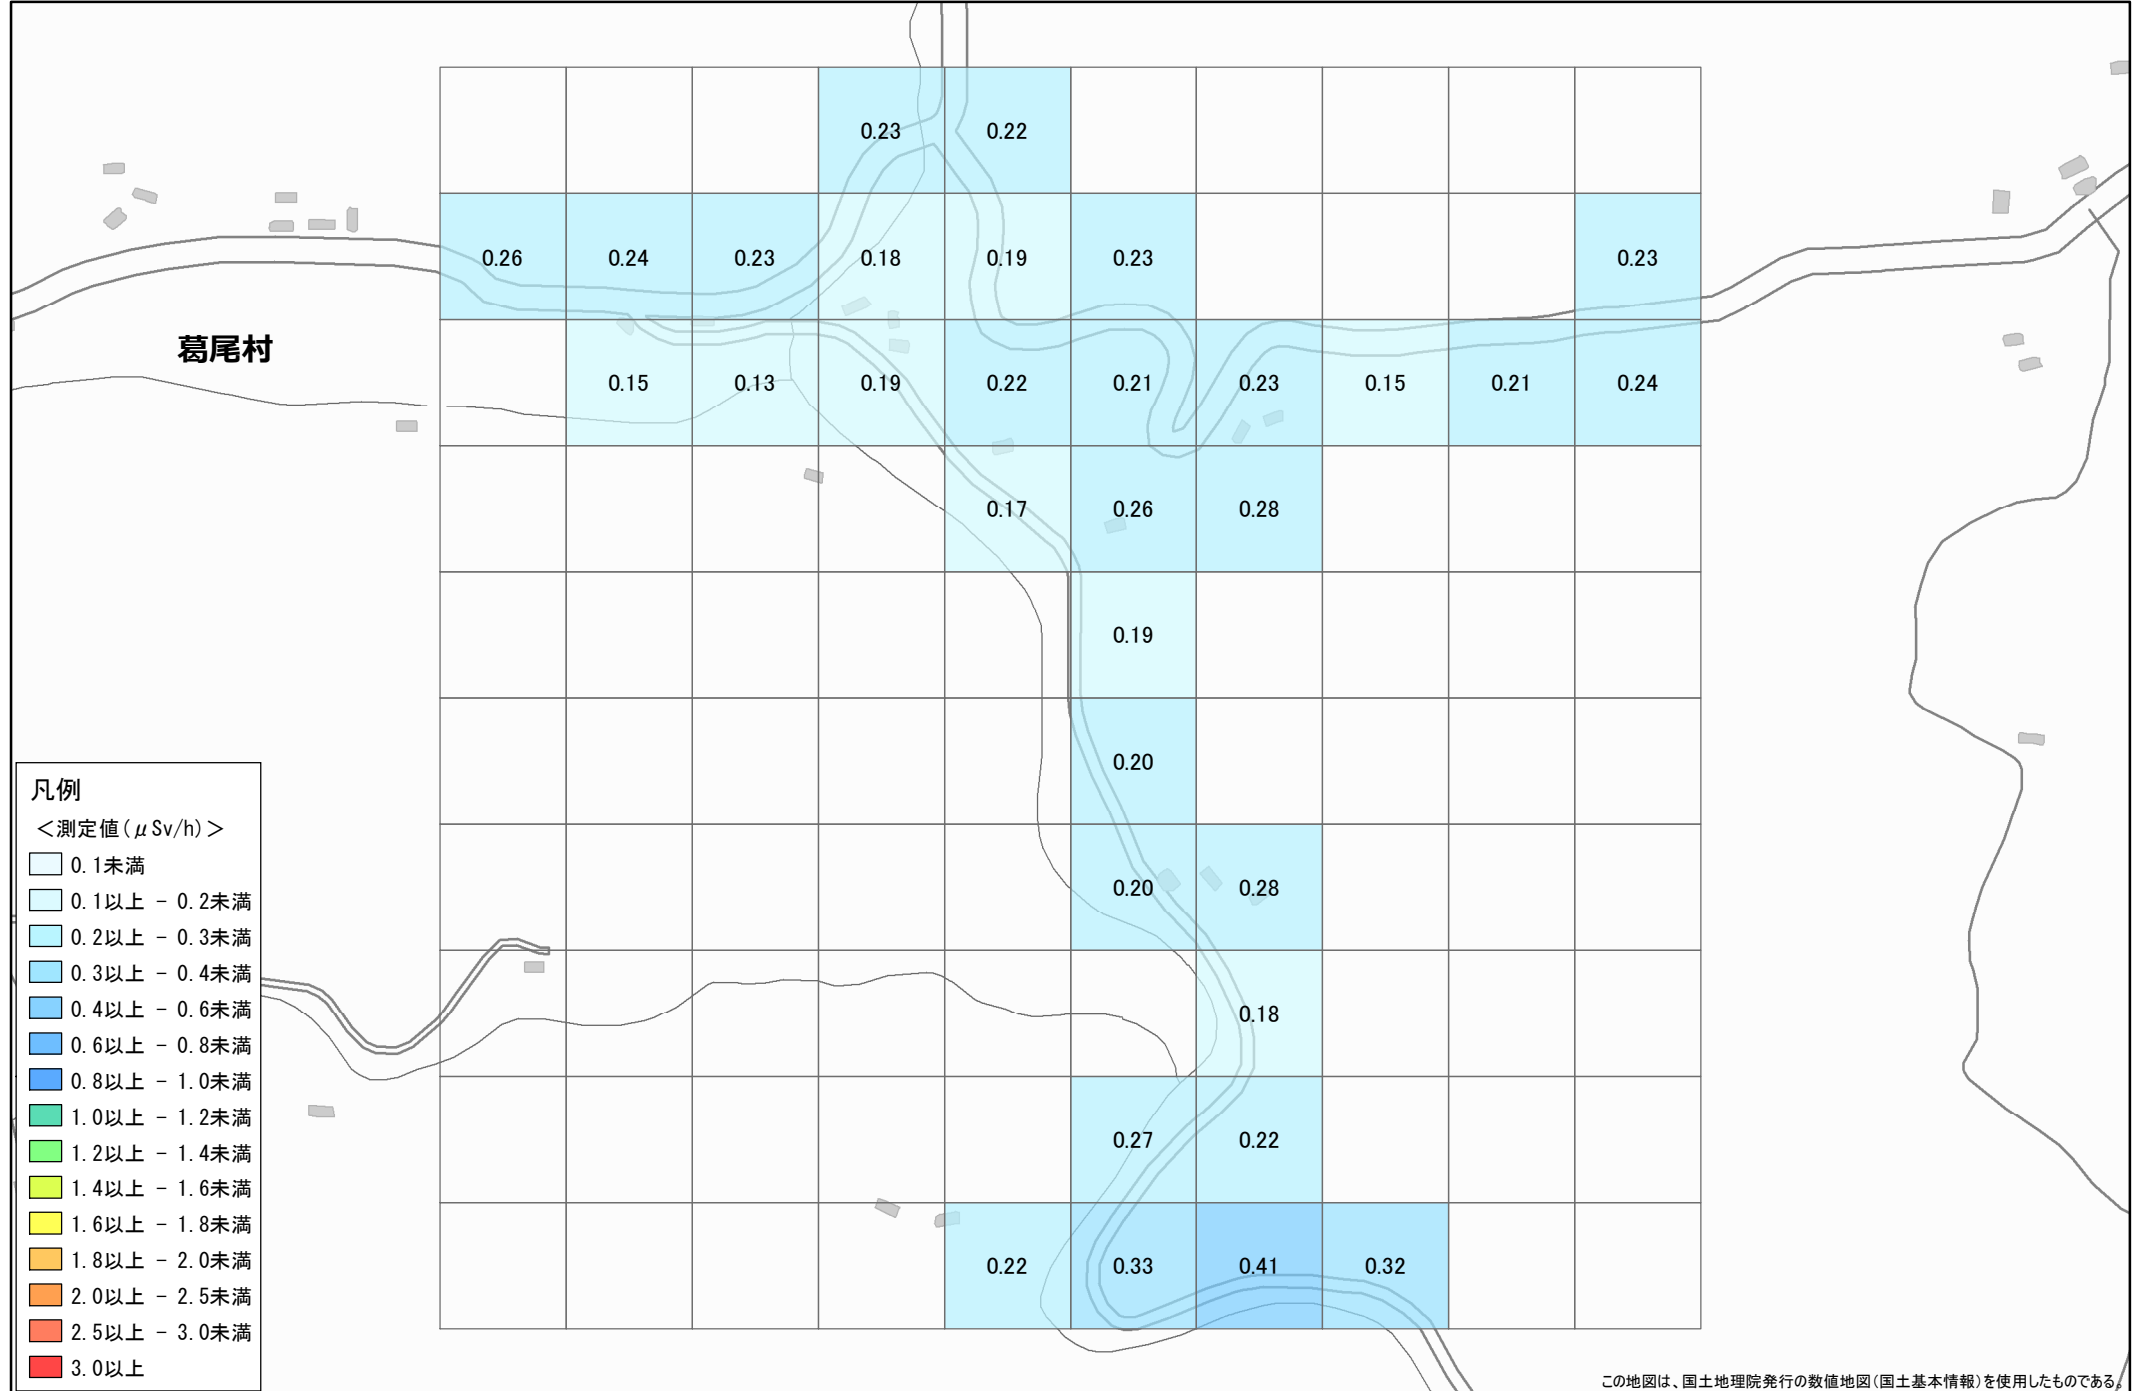 0.23 0.22
0.26 0.24 0.23 0.18 0.19 0.23 0.23
葛尾村
0.15 0.13 0.19 0.22 0.21 0.23 0.15 0.21 0.24
0.17 0.26 0.28
0.19
0.20
0.20 0.28
0.18
0.27 0.22
0.22 0.33 0.41 0.32
凡例
＜測定値(μSv/h)＞
0.1未満
0.1以上 - 0.2未満
0.2以上 - 0.3未満
0.3以上 - 0.4未満
0.4以上 - 0.6未満
0.6以上 - 0.8未満
0.8以上 - 1.0未満
1.0以上 - 1.2未満
1.2以上 - 1.4未満
1.4以上 - 1.6未満
1.6以上 - 1.8未満
1.8以上 - 2.0未満
2.0以上 - 2.5未満
2.5以上 - 3.0未満
3.0以上
この地図は、国土地理院発行の数値地図(国土基本情報)を使用したものである。